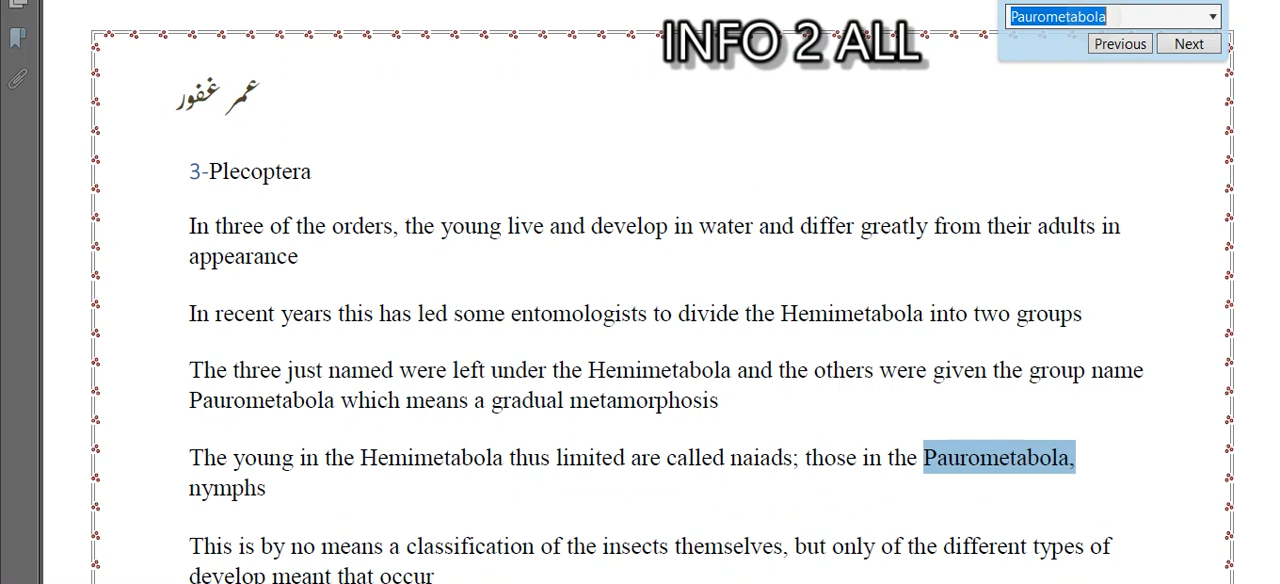 Paurometabola
INFO 2 ALL
Previous Next
عمر غفور
3-Plecoptera
In three of the orders, the young live and develop in water and differ greatly from their adults in
appearance
In recent years this has led some entomologists to divide the Hemimetabola into two groups
The three just named were left under the Hemimetabola and the others were given the group name
Paurometabola which means a gradual metamorphosis
The young in the Hemimetabola thus limited are called naiads; those in the Paurometabola,
nymphs
This is by no means a classification of the insects themselves, but only of the different types of
develop meant that occur